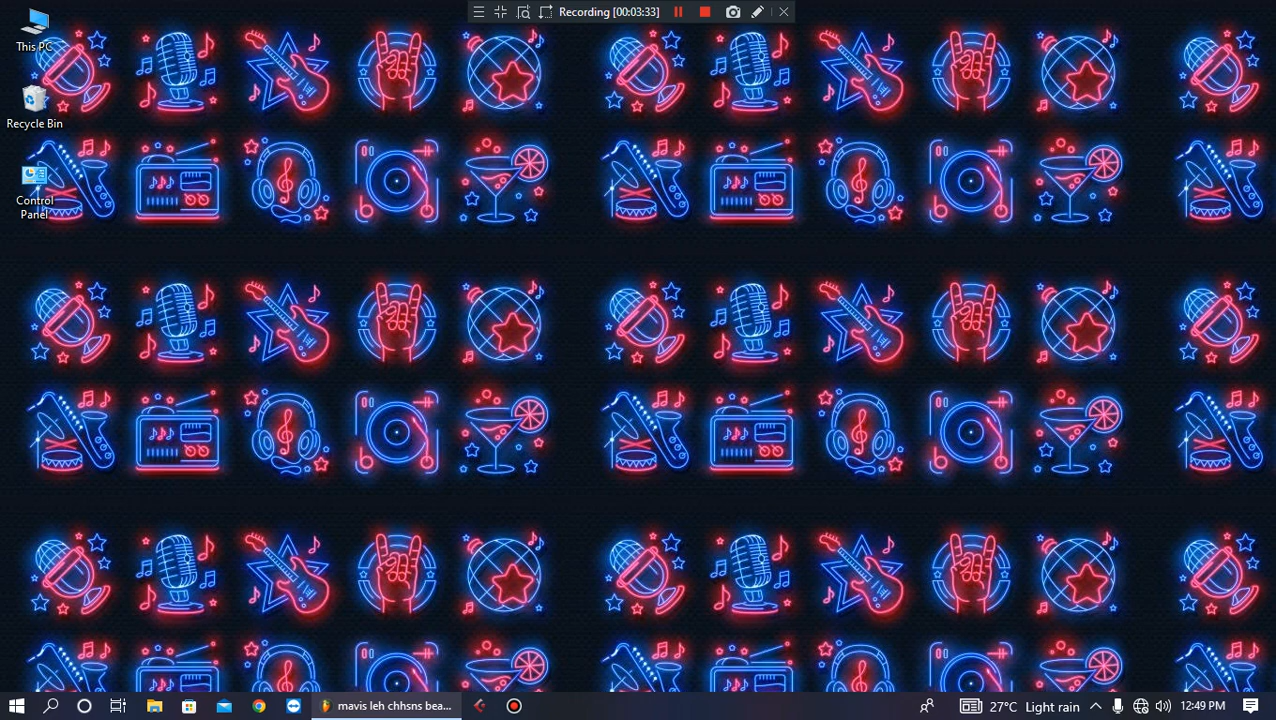 Recording [00:03:33]
This PC
Recycle Bin
Control
Panel
mavis leh chhsns bea...
27°C Light rain
12:49 PM